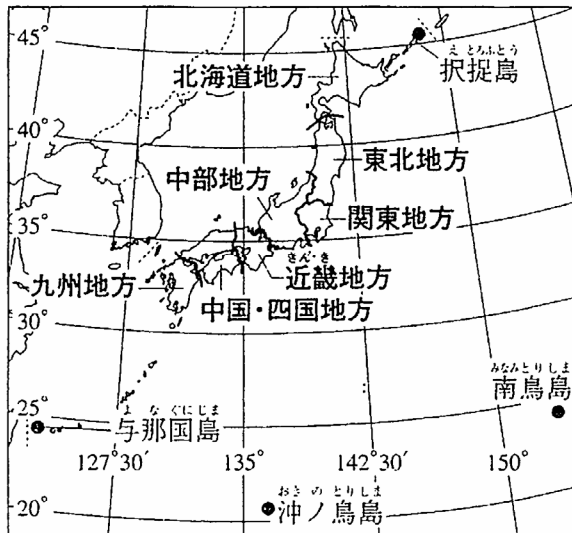 45°
えとろふとう
択捉島
北海道地方
40°
東北地方
中部地方
35°
関東地方
きん・き
近畿地方
九州地方
中国・四国地方
30°
みなみとりしま
南鳥島
25°
よなぐにじま
与那国島
127°30′
135°
142°30′
150°
20°
おきのとりしま
沖ノ鳥島